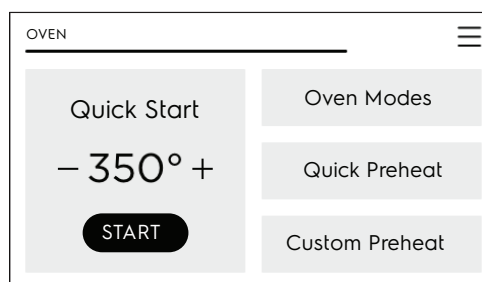 OVEN
Quick Start
− 350° +
START
Oven Modes
Quick Preheat
Custom Preheat